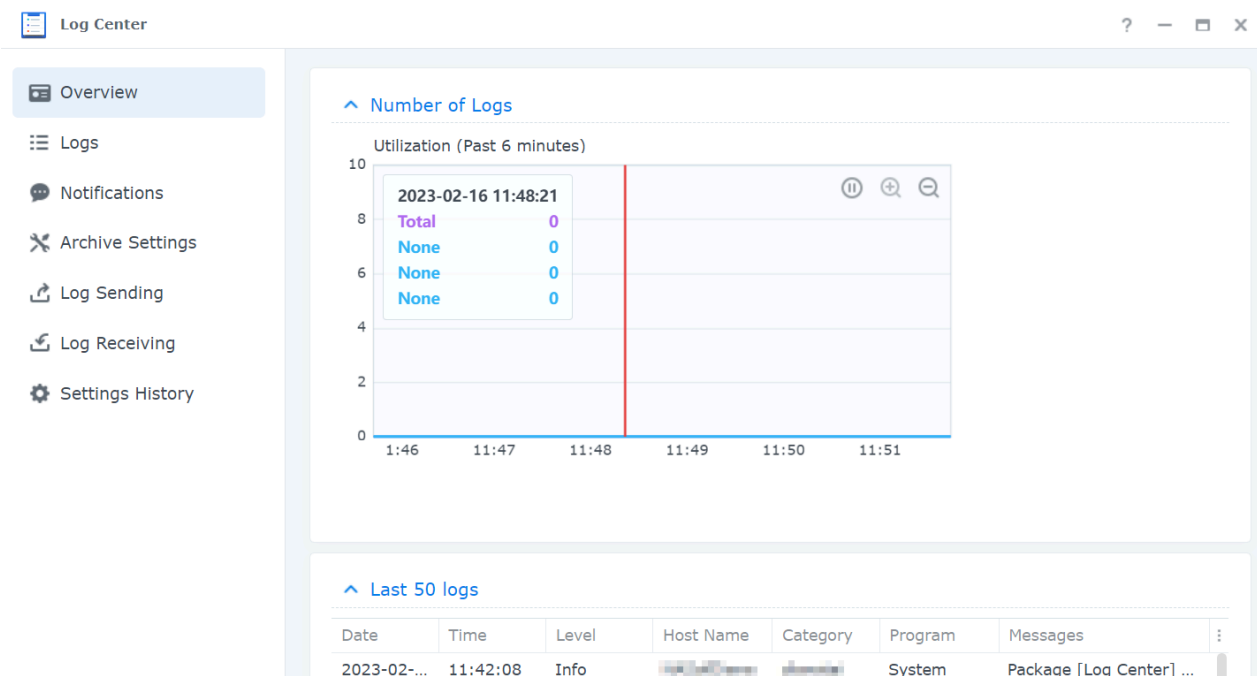 Log Center
?
Overview
Logs
Notifications
Archive Settings
Log Sending
Log Receiving
Settings History
Number of Logs
Utilization (Past 6 minutes)
10
8
6
4
2
0
2023-02-16 11:48:21
Total 0
None 0
None 0
None 0
1:46 11:47 11:48 11:49 11:50 11:51
Last 50 logs
Date Time Level Host Name Category Program Messages
2023-02-... 11:42:08 Info System Package [Log Center] ...